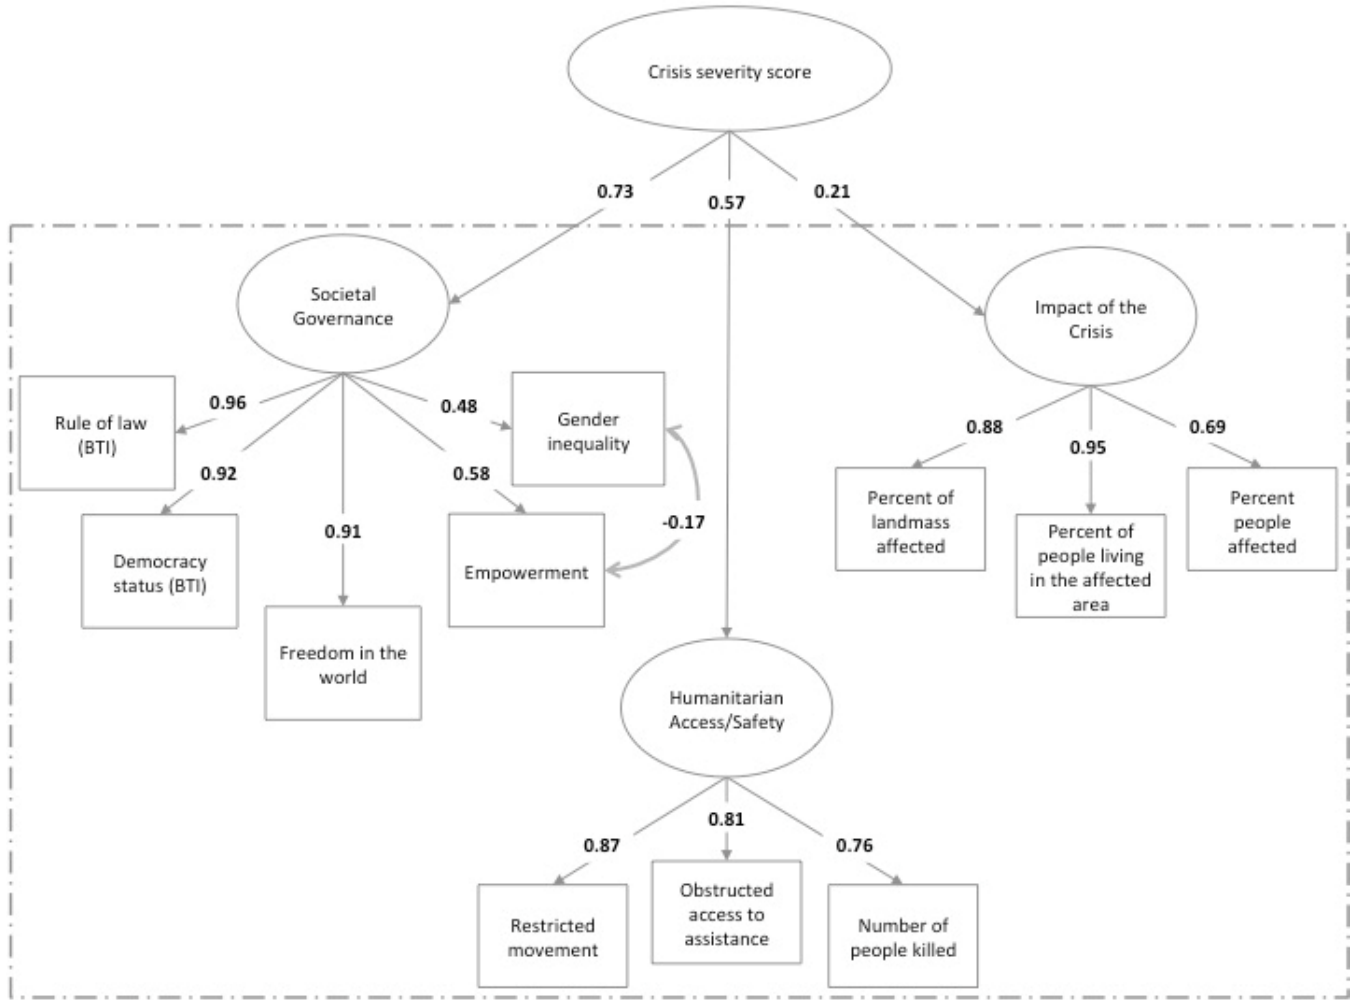 Crisis severity score
0.73
0.57
0.21
Societal
Governance
Impact of the
Crisis
0.96
0.48
0.92
0.58
0.91
Rule of law
(BTI)
Gender
inequality
Democracy
status (BTI)
Empowerment
-0.17
Freedom in the
world
0.88
0.95
0.69
Percent of
landmass
affected
Percent of
people living
in the affected
area
Percent
people
affected
Humanitarian
Access/Safety
0.87
0.81
0.76
Restricted
movement
Obstructed
access to
assistance
Number of
people killed